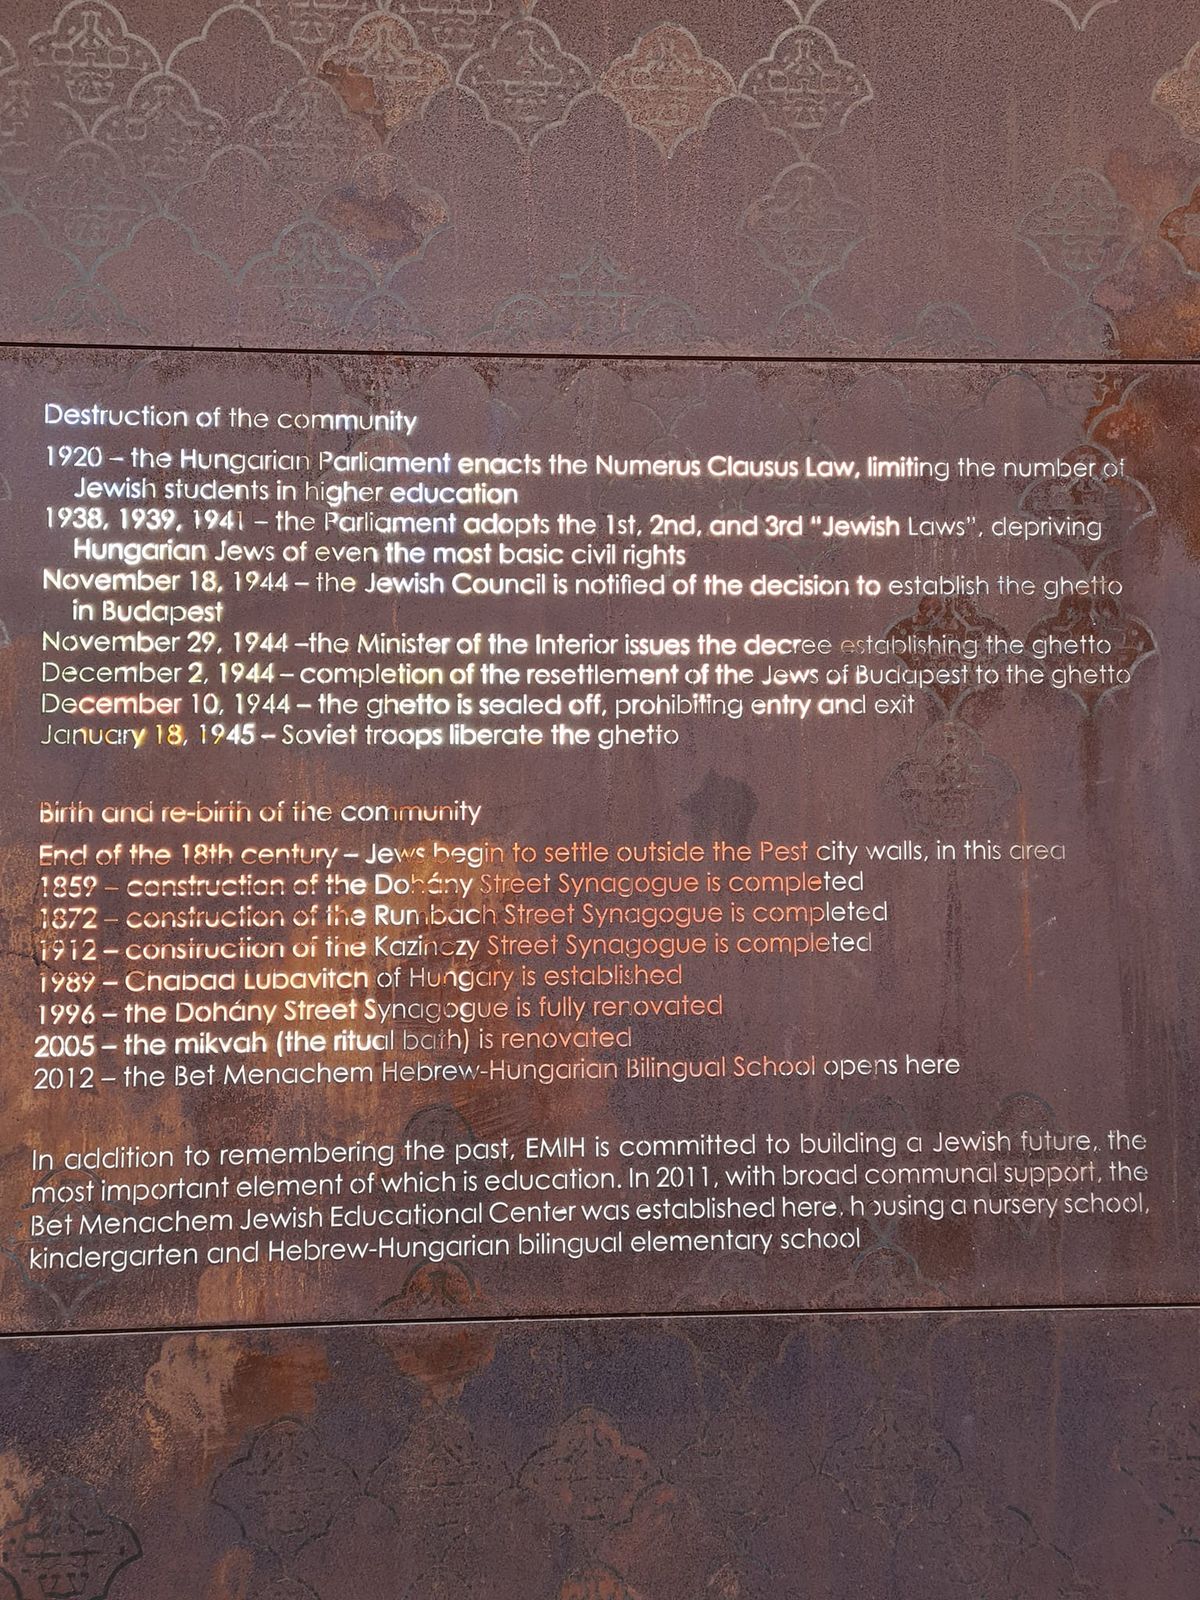 Destruction of the community
1920 – the Hungarian Parliament enacts the Numerus Clausus Law, limiting the number of
Jewish students in higher education
1938, 1939, 1941 – the Parliament adopts the 1st, 2nd, and 3rd "Jewish Laws", depriving
Hungarian Jews of even the most basic civil rights
November 18, 1944 – the Jewish Council is notified of the decision to establish the ghetto
in Budapest
November 29, 1944 –the Minister of the Interior issues the decree establishing the ghetto
December 2, 1944 – completion of the resettlement of the Jews of Budapest to the ghetto
December 10, 1944 – the ghetto is sealed off, prohibiting entry and exit
January 18, 1945 – Soviet troops liberate the ghetto
Birth and re-birth of the community
End of the 18th century – Jews begin to settle outside the Pest city walls, in this area
1859 – construction of the Dohány Street Synagogue is completed
1872 – construction of the Rumbach Street Synagogue is completed
1912 – construction of the Kazinczy Street Synagogue is completed
1989 – Chabad Lubavitch of Hungary is established
1996 – the Dohány Street Synagogue is fully renovated
2005 – the mikvah (the ritual bath) is renovated
2012 – the Bet Menachem Hebrew-Hungarian Bilingual School opens here
In addition to remembering the past, EMIH is committed to building a Jewish future, the
most important element of which is education. In 2011, with broad communal support, the
Bet Menachem Jewish Educational Center was established here, housing a nursery school,
kindergarten and Hebrew-Hungarian bilingual elementary school